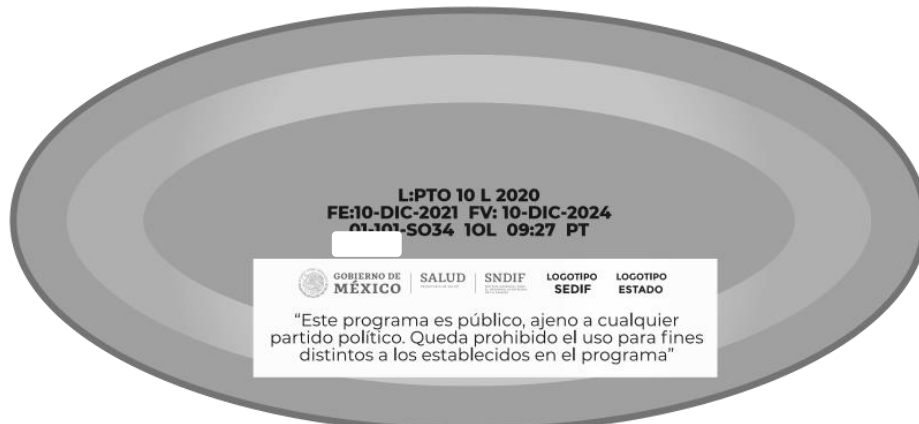 L:PTO 10 L 2020
FE:10-DIC-2021 FV: 10-DIC-2024
01-101-SO34 1OL 09:27 PT
GOBIERNO DE
MÉXICO
SALUD
SNDIF
LOGOTIPO
SEDIF
LOGOTIPO
ESTADO
“Este programa es público, ajeno a cualquier
partido político. Queda prohibido el uso para fines
distintos a los establecidos en el programa”